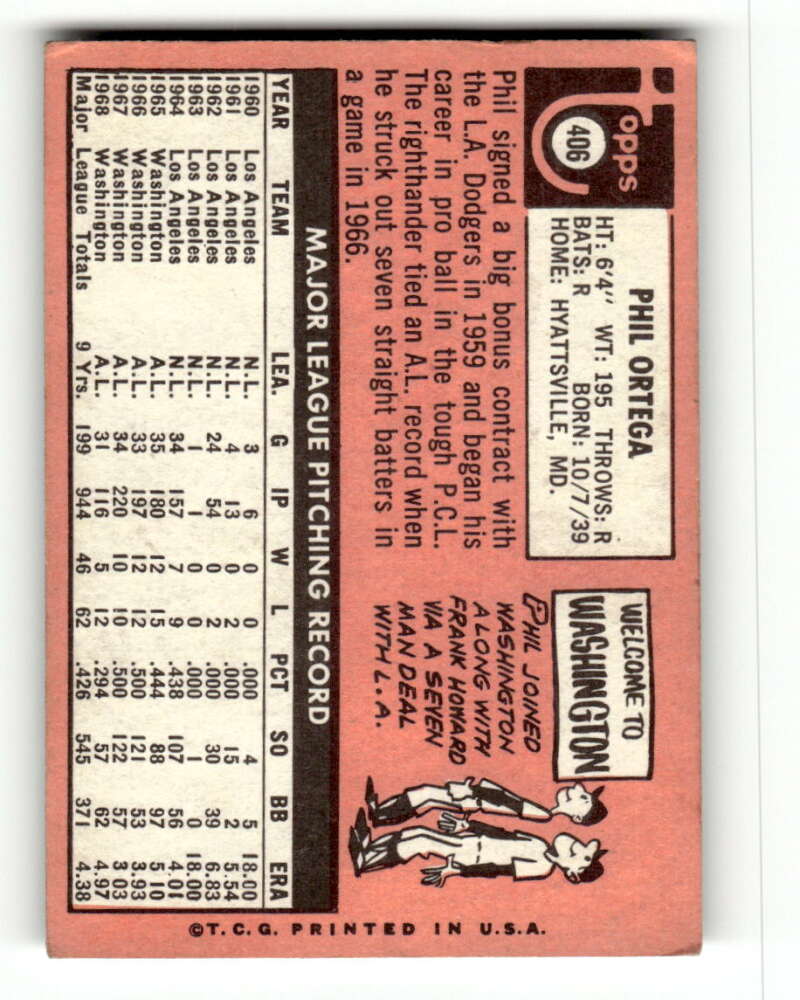 Topps
406
PHIL ORTEGA
HT: 6'4" WT: 195 THROWS: R
BATS: R BORN: 10/7/39
HOME: HYATTSVILLE, MD.
WELCOME TO
WASHINGTON
PHIL JOINED
WASHINGTON
ALONG WITH
FRANK HOWARD
VIA A SEVEN
MAN DEAL
WITH L.A.
Phil signed a big bonus contract with
the L.A. Dodgers in 1959 and began his
career in pro ball in the tough P.C.L.
The righthander tied an A.L. record when
he struck out seven straight batters in
a game in 1966.
MAJOR LEAGUE PITCHING RECORD
YEAR TEAM LEA. G IP W L PCT SO BB ERA
1960 Los Angeles N.L. 3 6 0 0 .000 4 5 18.00
1961 Los Angeles N.L. 4 13 0 2 .000 15 2 5.54
1962 Los Angeles N.L. 24 54 0 2 .000 30 39 6.83
1963 Los Angeles N.L. 1 1 0 0 .000 1 0 18.00
1964 Los Angeles N.L. 34 157 7 9 .438 107 56 4.01
1965 Washington A.L. 35 180 12 15 .444 88 97 5.10
1966 Washington A.L. 33 197 12 12 .500 121 53 3.93
1967 Washington A.L. 34 220 10 10 .500 122 57 3.03
1968 Washington A.L. 31 116 5 12 .294 57 62 4.97
Major League Totals 9 Yrs. 199 944 46 62 .426 545 371 4.38
©T.C.G. PRINTED IN U.S.A.